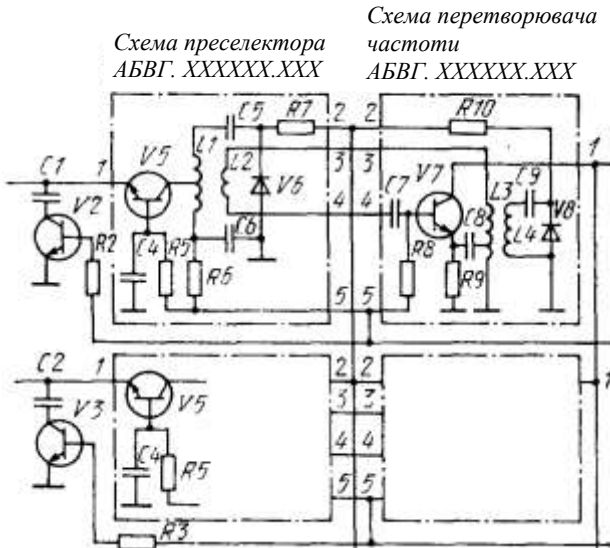 Схема преселектора
АБВГ. XXXXXX.XXX
Схема перетворювача
частоти
АБВГ. XXXXXX.XXX
C5 R7 2 2 R10
C1 1 V5 L1 L2 3 3 1
V6 C7 V7 L3 C9
V2 4 4 C8 V8
R2 C4 R5 C6 R8 L4
R6 R9
5 5
C2 1 V5 2 2 1
3 3
V3 C4 R5 4 4
5 5
R3